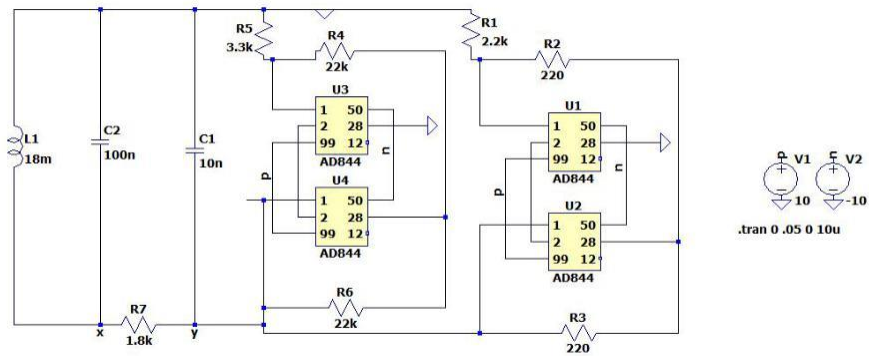 R5
3.3k
R4
22k
R1
2.2k
R2
220
L1
18m
C2
100n
C1
10n
U3
1 50
2 28
99 12
AD844
p
n
U4
1 50
2 28
99 12
AD844
U1
1 50
2 28
99 12
AD844
p
n
U2
1 50
2 28
99 12
AD844
p
V1
10
n
V2
-10
.tran 0 .05 0 10u
R6
22k
R7
1.8k
x
y
R3
220